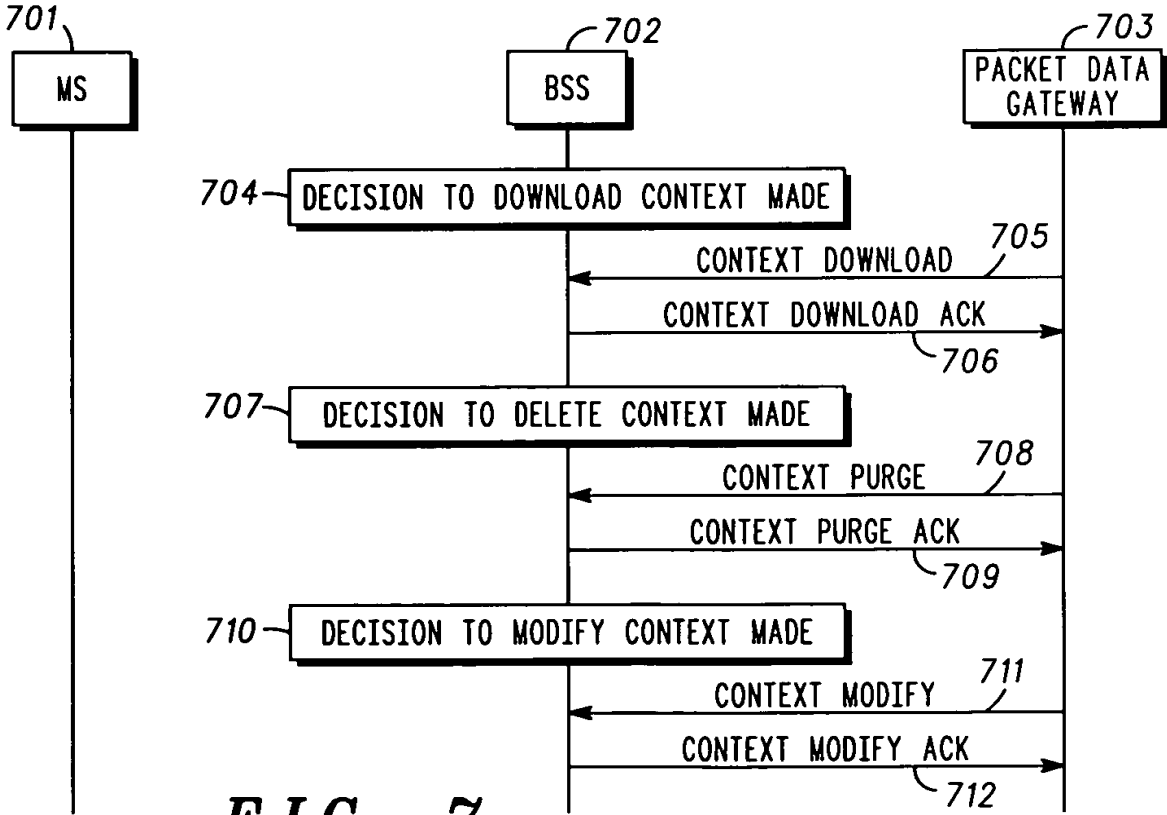 701
702
703
MS
BSS
PACKET DATA
GATEWAY
704
DECISION TO DOWNLOAD CONTEXT MADE
705
CONTEXT DOWNLOAD
CONTEXT DOWNLOAD ACK
706
707
DECISION TO DELETE CONTEXT MADE
708
CONTEXT PURGE
CONTEXT PURGE ACK
709
710
DECISION TO MODIFY CONTEXT MADE
711
CONTEXT MODIFY
CONTEXT MODIFY ACK
712
FIG. 7